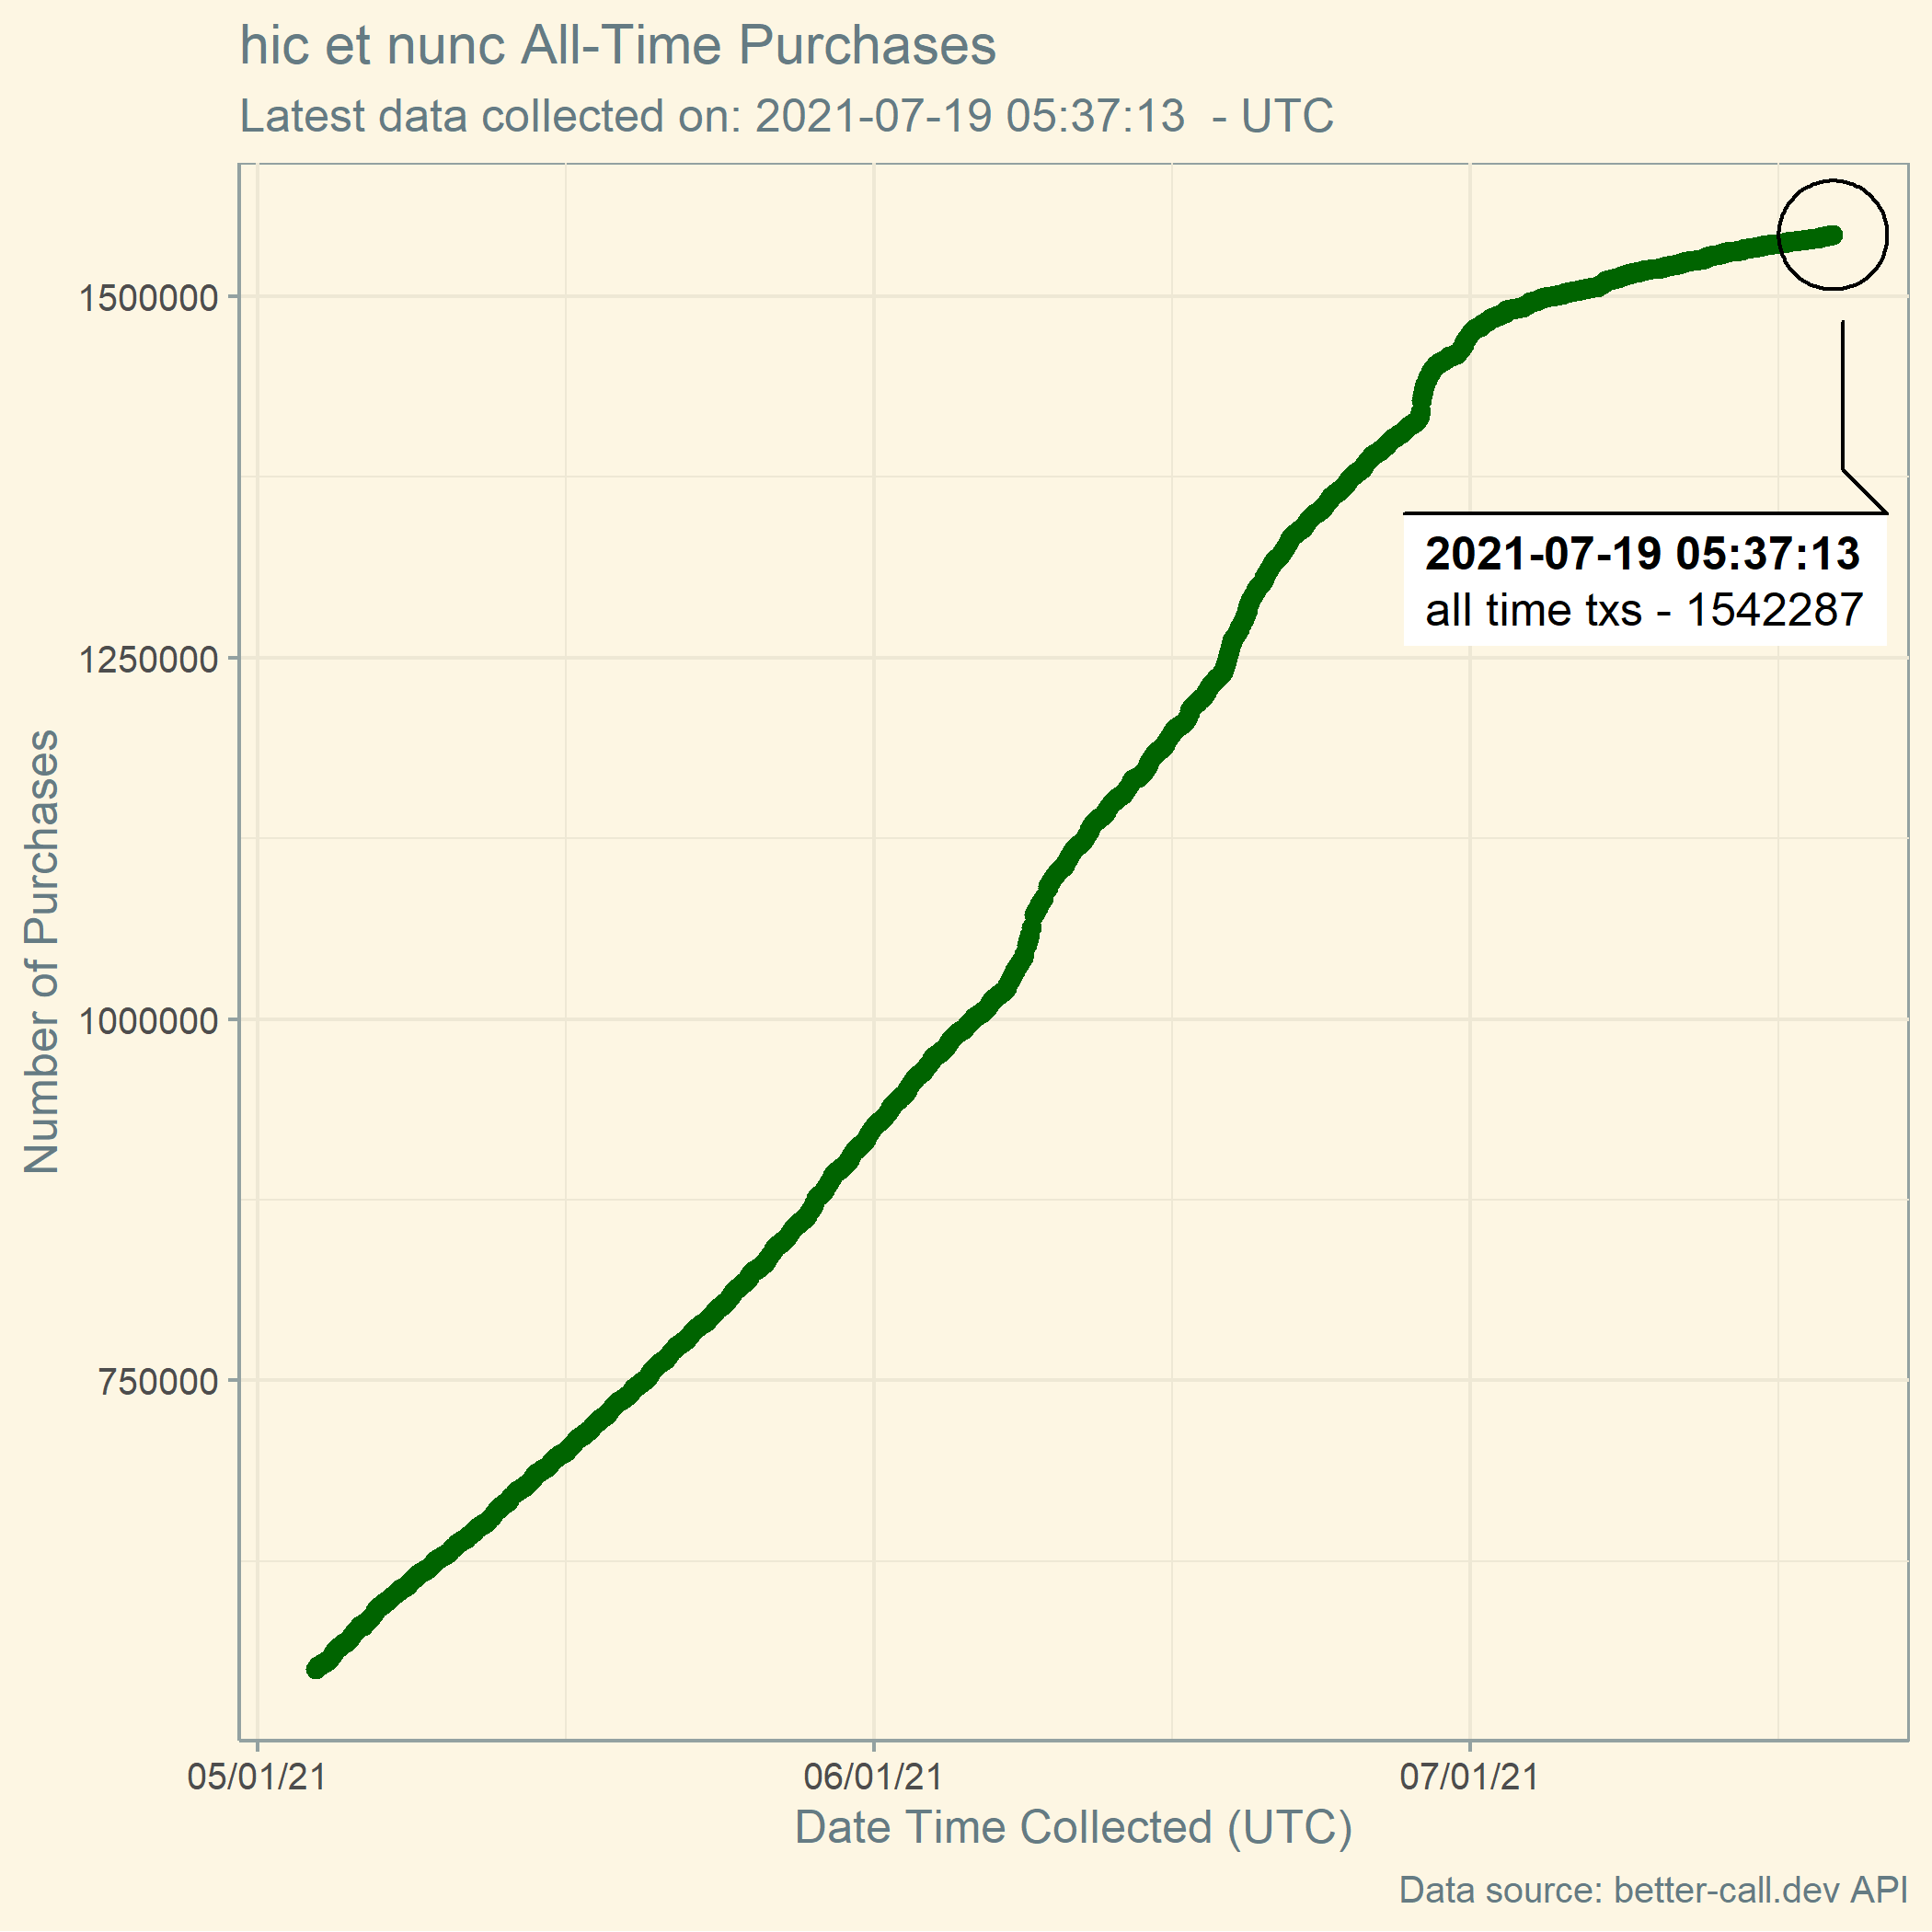 hic et nunc All-Time Purchases
Latest data collected on: 2021-07-19 05:37:13  - UTC
1500000
1250000
1000000
750000
Number of Purchases
2021-07-19 05:37:13
all time txs - 1542287
05/01/21
06/01/21
07/01/21
Date Time Collected (UTC)
Data source: better-call.dev API